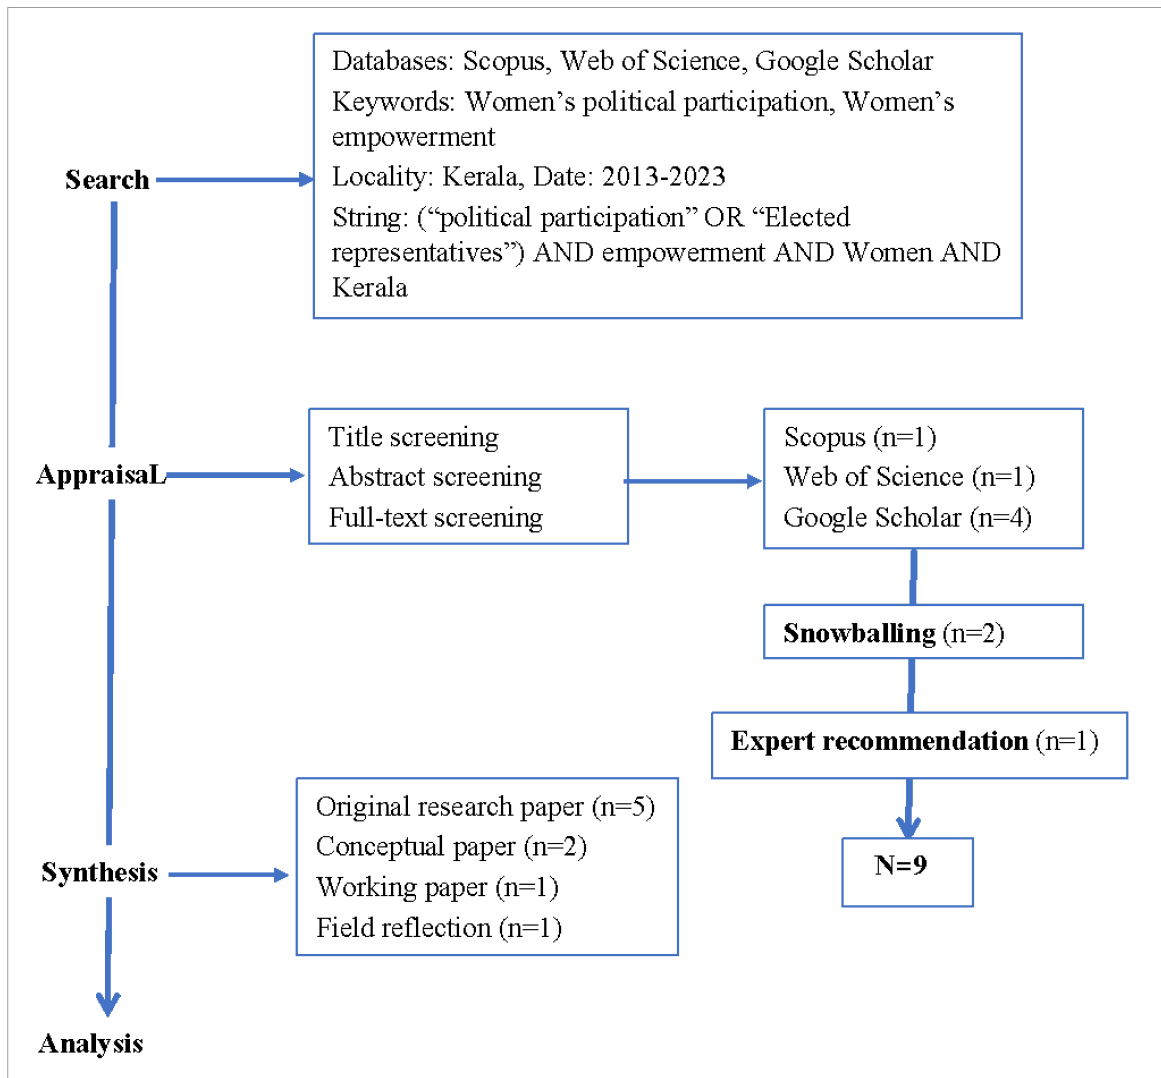 Databases: Scopus, Web of Science, Google Scholar
Keywords: Women’s political participation, Women’s
empowerment
Locality: Kerala, Date: 2013-2023
String: (“political participation” OR “Elected
representatives”) AND empowerment AND Women AND
Kerala
Search
Title screening
Abstract screening
Full-text screening
AppraisaL
Scopus (n=1)
Web of Science (n=1)
Google Scholar (n=4)
Snowballing (n=2)
Expert recommendation (n=1)
N=9
Original research paper (n=5)
Conceptual paper (n=2)
Working paper (n=1)
Field reflection (n=1)
Synthesis
Analysis